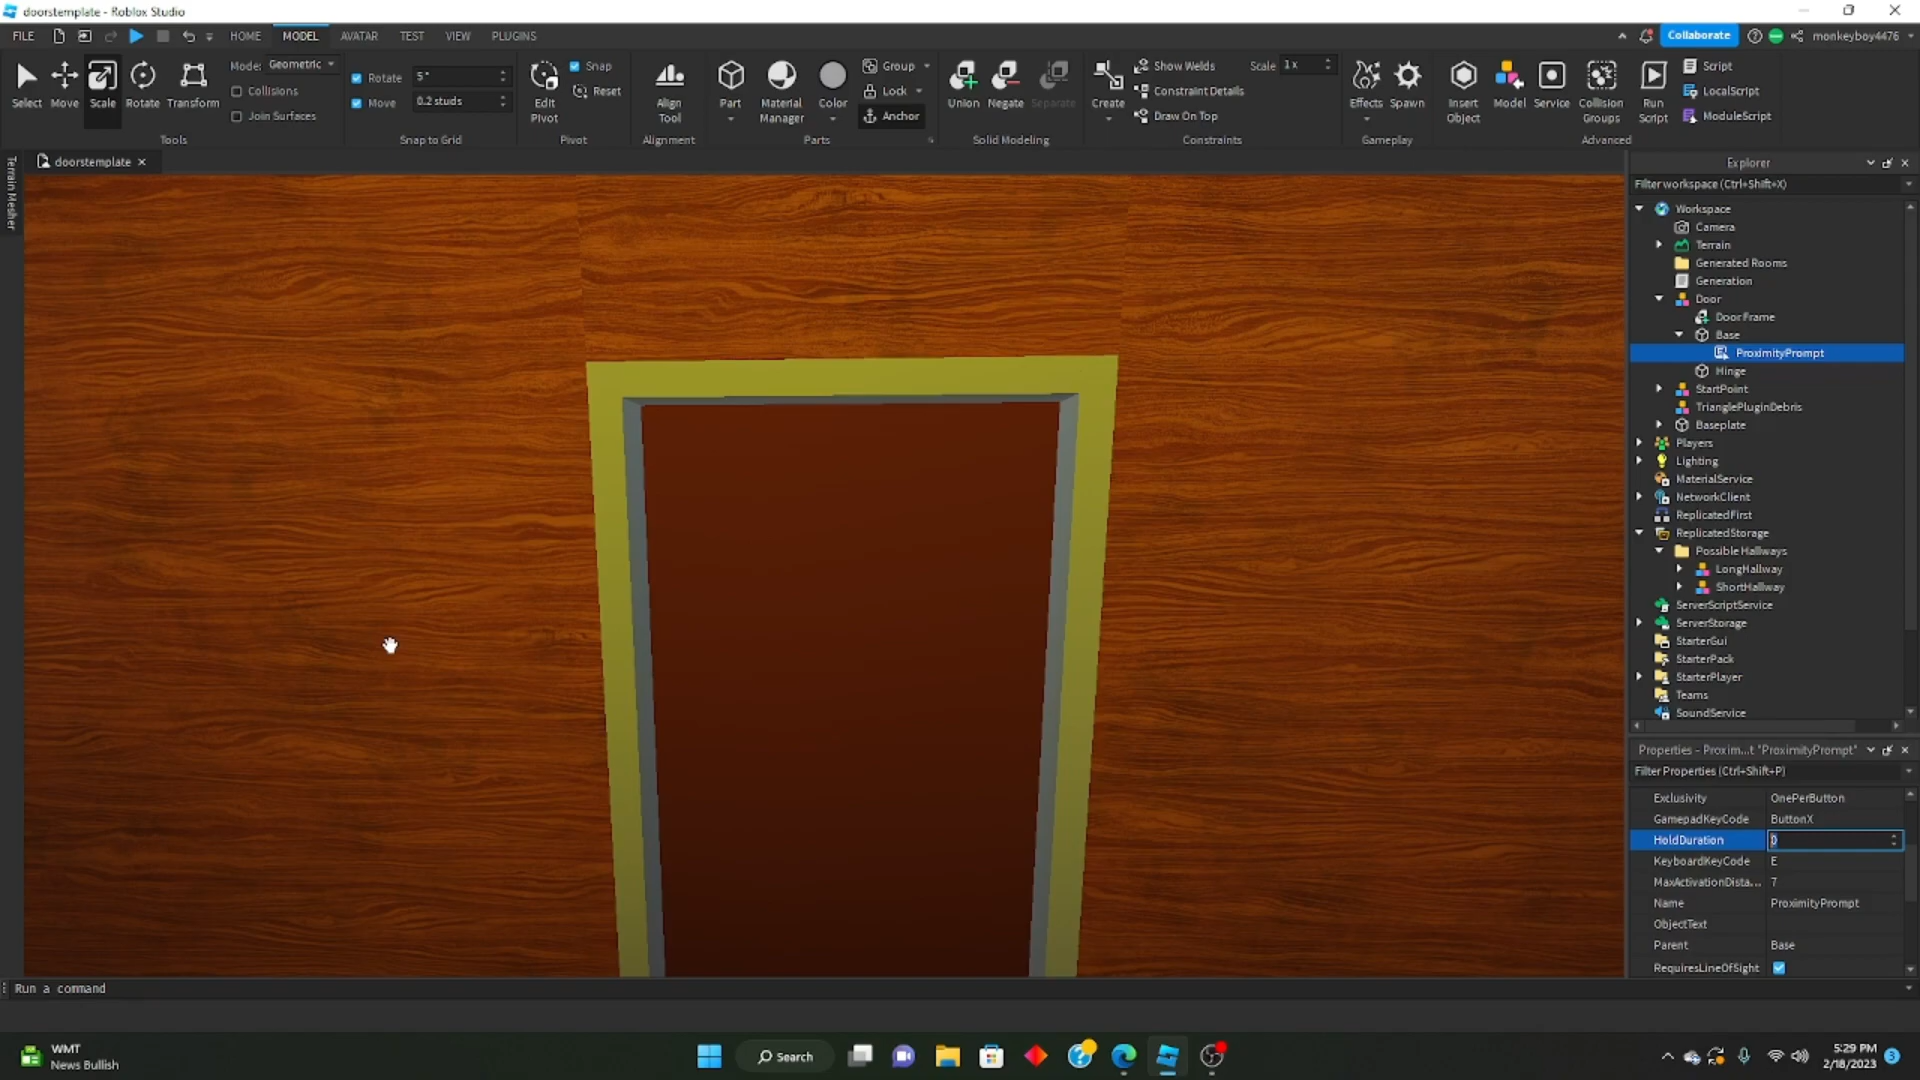 doorstemplate - Roblox Studio
FILE HOME MODEL AVATAR TEST VIEW PLUGINS Collaborate monkeyboy4476
Select Move Scale Rotate Transform
Mode: Geometric
Collisions
Join Surfaces
Tools
Rotate 5°
Move 0.2 studs
Snap to Grid
Edit Pivot
Snap
Reset
Pivot
Align Tool
Alignment
Part
Material Manager
Color
Group
Lock
Anchor
Parts
Union Negate Separate
Solid Modeling
Create
Show Welds
Constraint Details
Draw On Top
Scale 1x
Constraints
Effects Spawn
Gameplay
Insert Object
Model
Service
Collision Groups
Run Script
Script
LocalScript
ModuleScript
Advanced
Terrain Mesher
doorstemplate
Explorer
Filter workspace (Ctrl+Shift+X)
Workspace
Camera
Terrain
Generated Rooms
Generation
Door
Door Frame
Base
ProximityPrompt
Hinge
StartPoint
TrianglePluginDebris
Baseplate
Players
Lighting
MaterialService
NetworkClient
ReplicatedFirst
ReplicatedStorage
Possible Hallways
LongHallway
ShortHallway
ServerScriptService
ServerStorage
StarterGui
StarterPack
StarterPlayer
Teams
SoundService
Properties - Proxim...t "ProximityPrompt"
Filter Properties (Ctrl+Shift+P)
Exclusivity OnePerButton
GamepadKeyCode ButtonX
HoldDuration 0
KeyboardKeyCode E
MaxActivationDista... 7
Name ProximityPrompt
ObjectText
Parent Base
RequiresLineOfSight
Run a command
WMT
News Bullish
Search
5:29 PM
2/18/2023
3